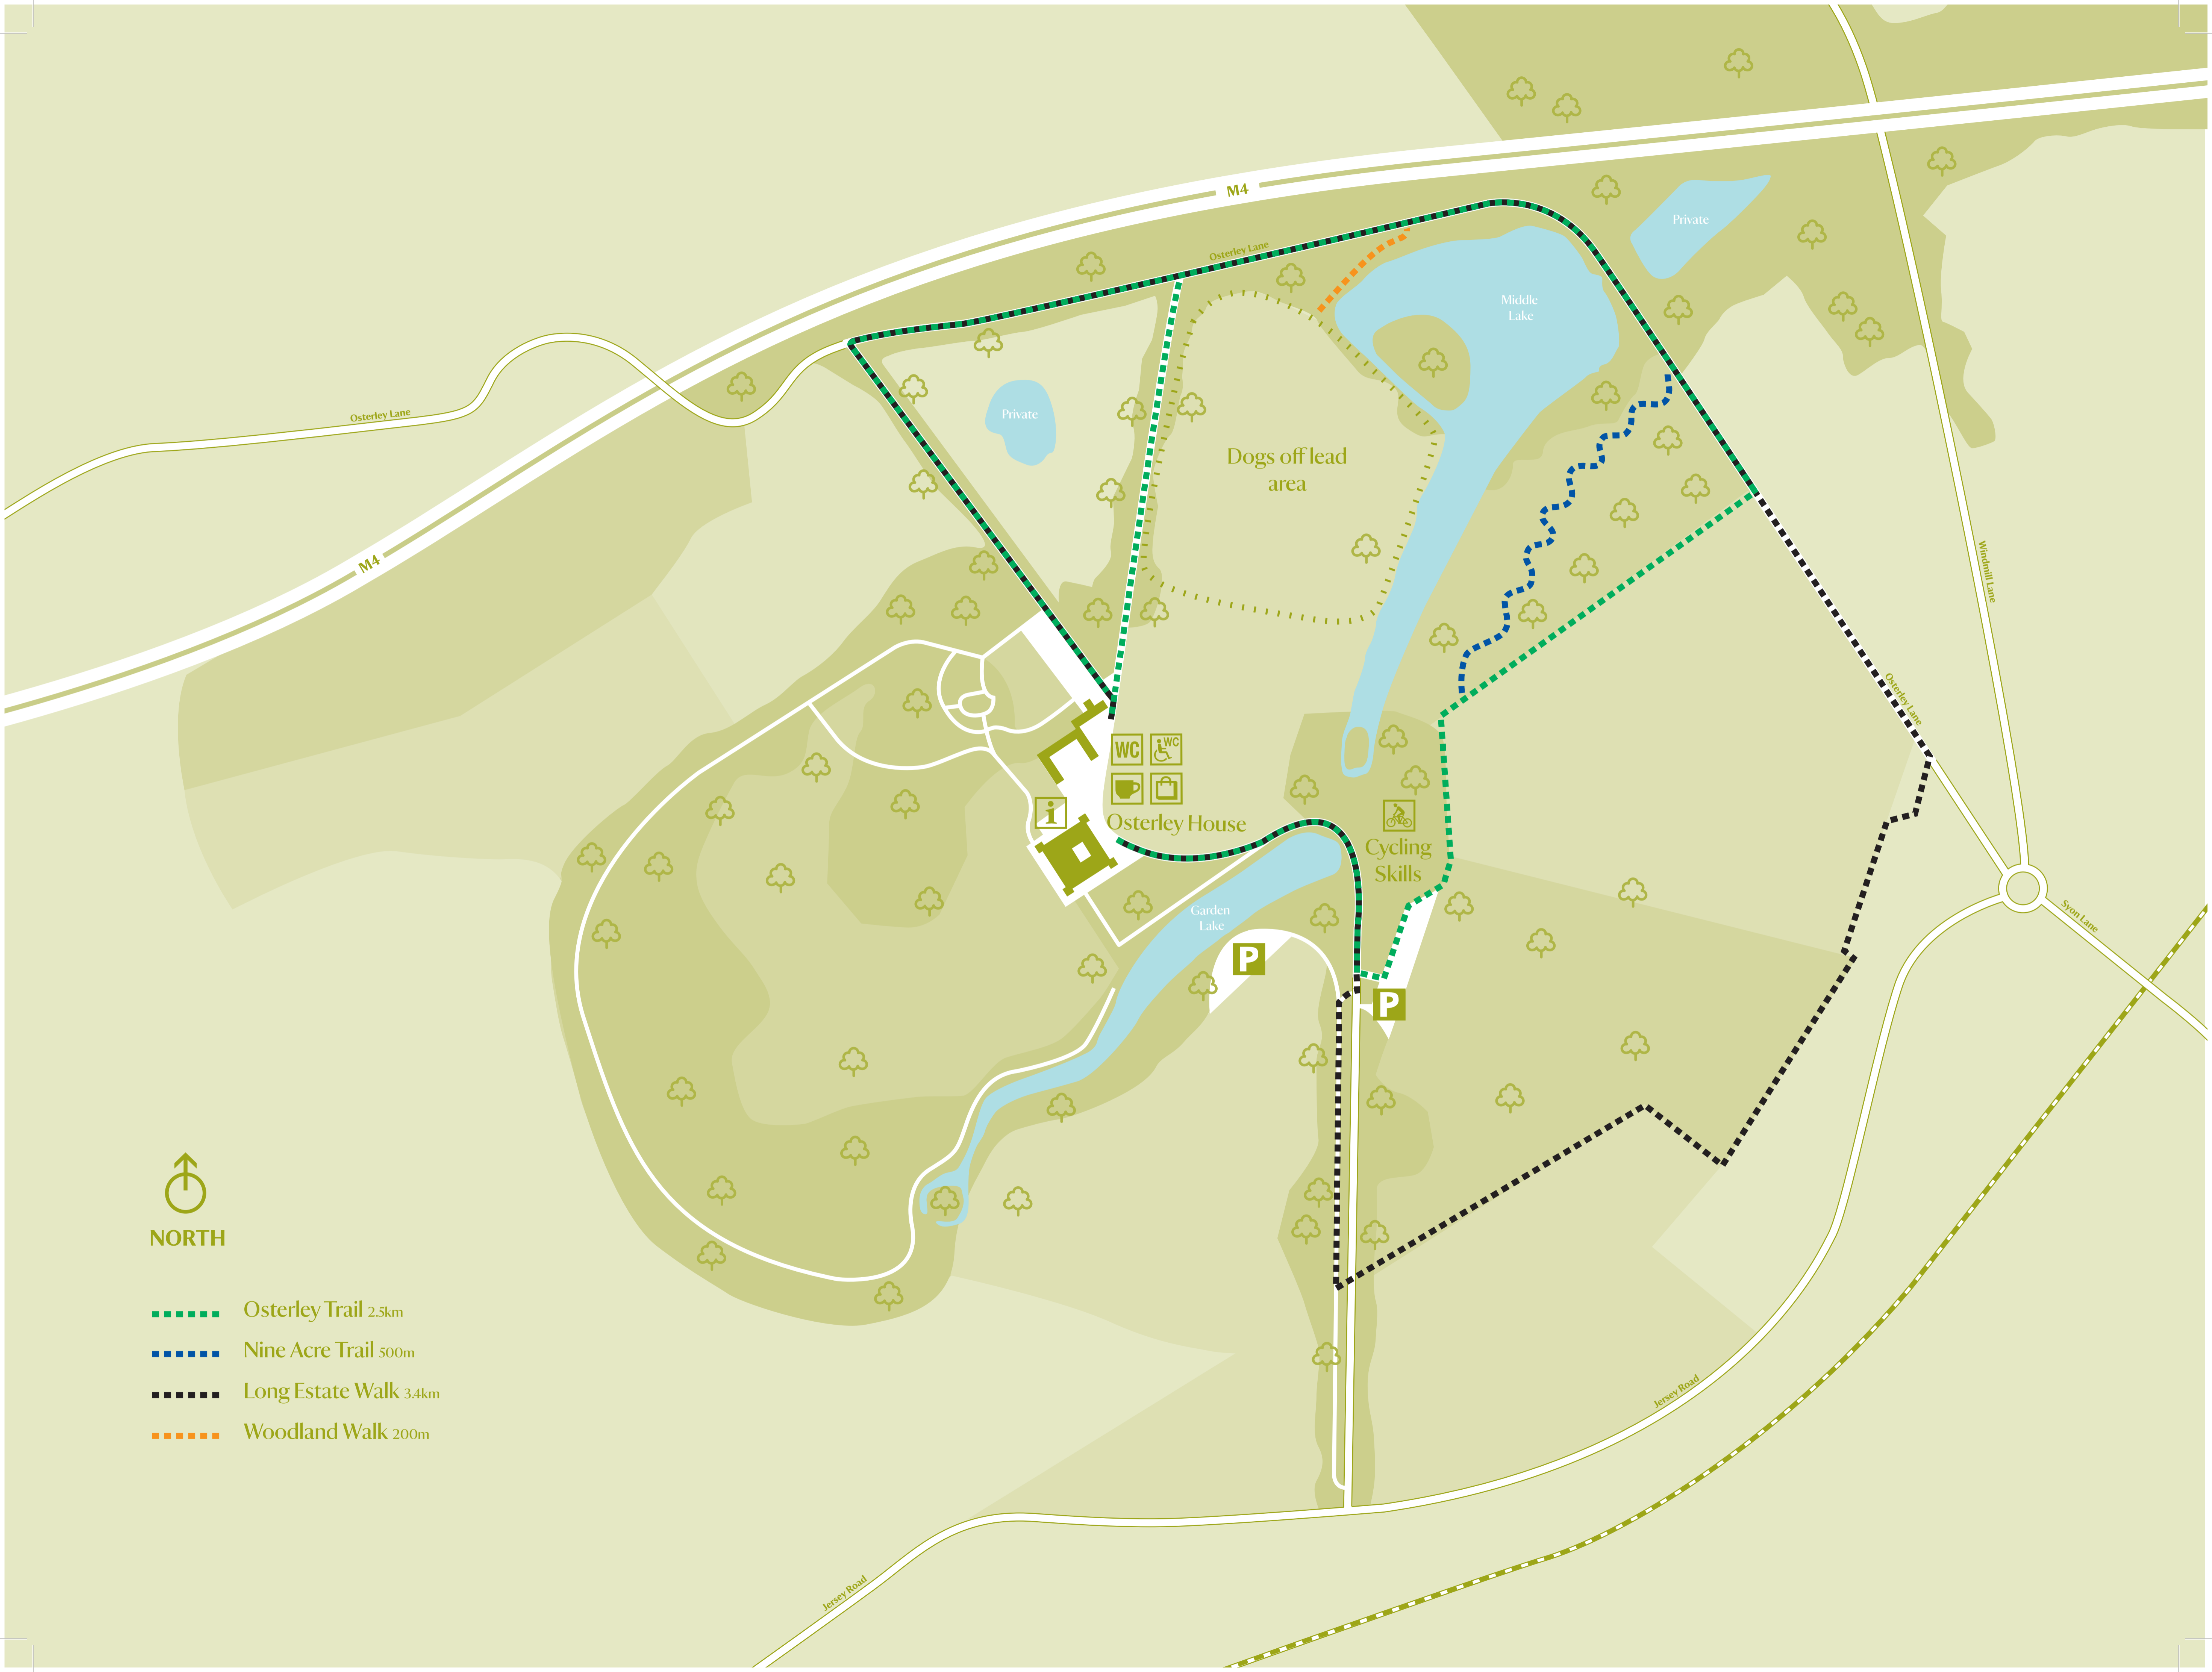 M4
Osterley Lane
Private
Middle
Lake
Osterley Lane
Private
Dogs off lead
area
M4
Windmill Lane
Osterley Lane
WC
WC
i
Osterley House
Cycling
Skills
Garden
Lake
Syon Lane
P
P
NORTH
Osterley Trail 2.5km
Nine Acre Trail 500m
Long Estate Walk 3.4km
Woodland Walk 200m
Jersey Road
Jersey Road